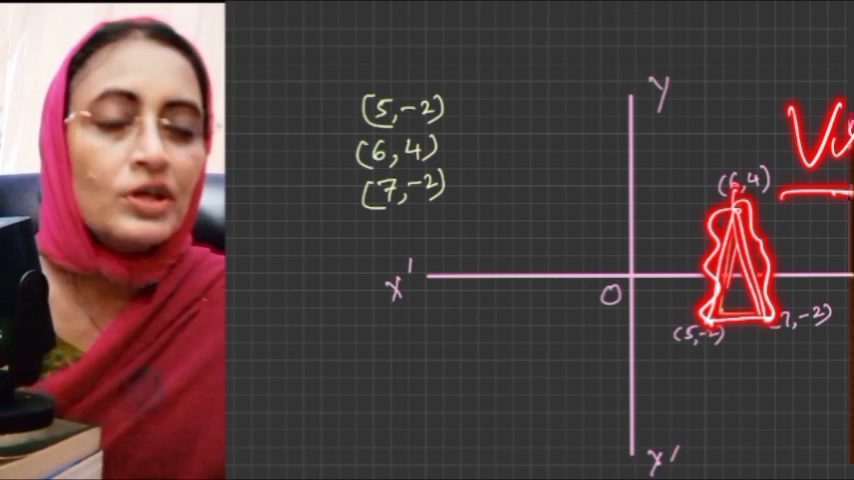 (5,-2)
(6,4)
(7,-2)
Y
(6,4)
X'
O
(5,-2)
(7,-2)